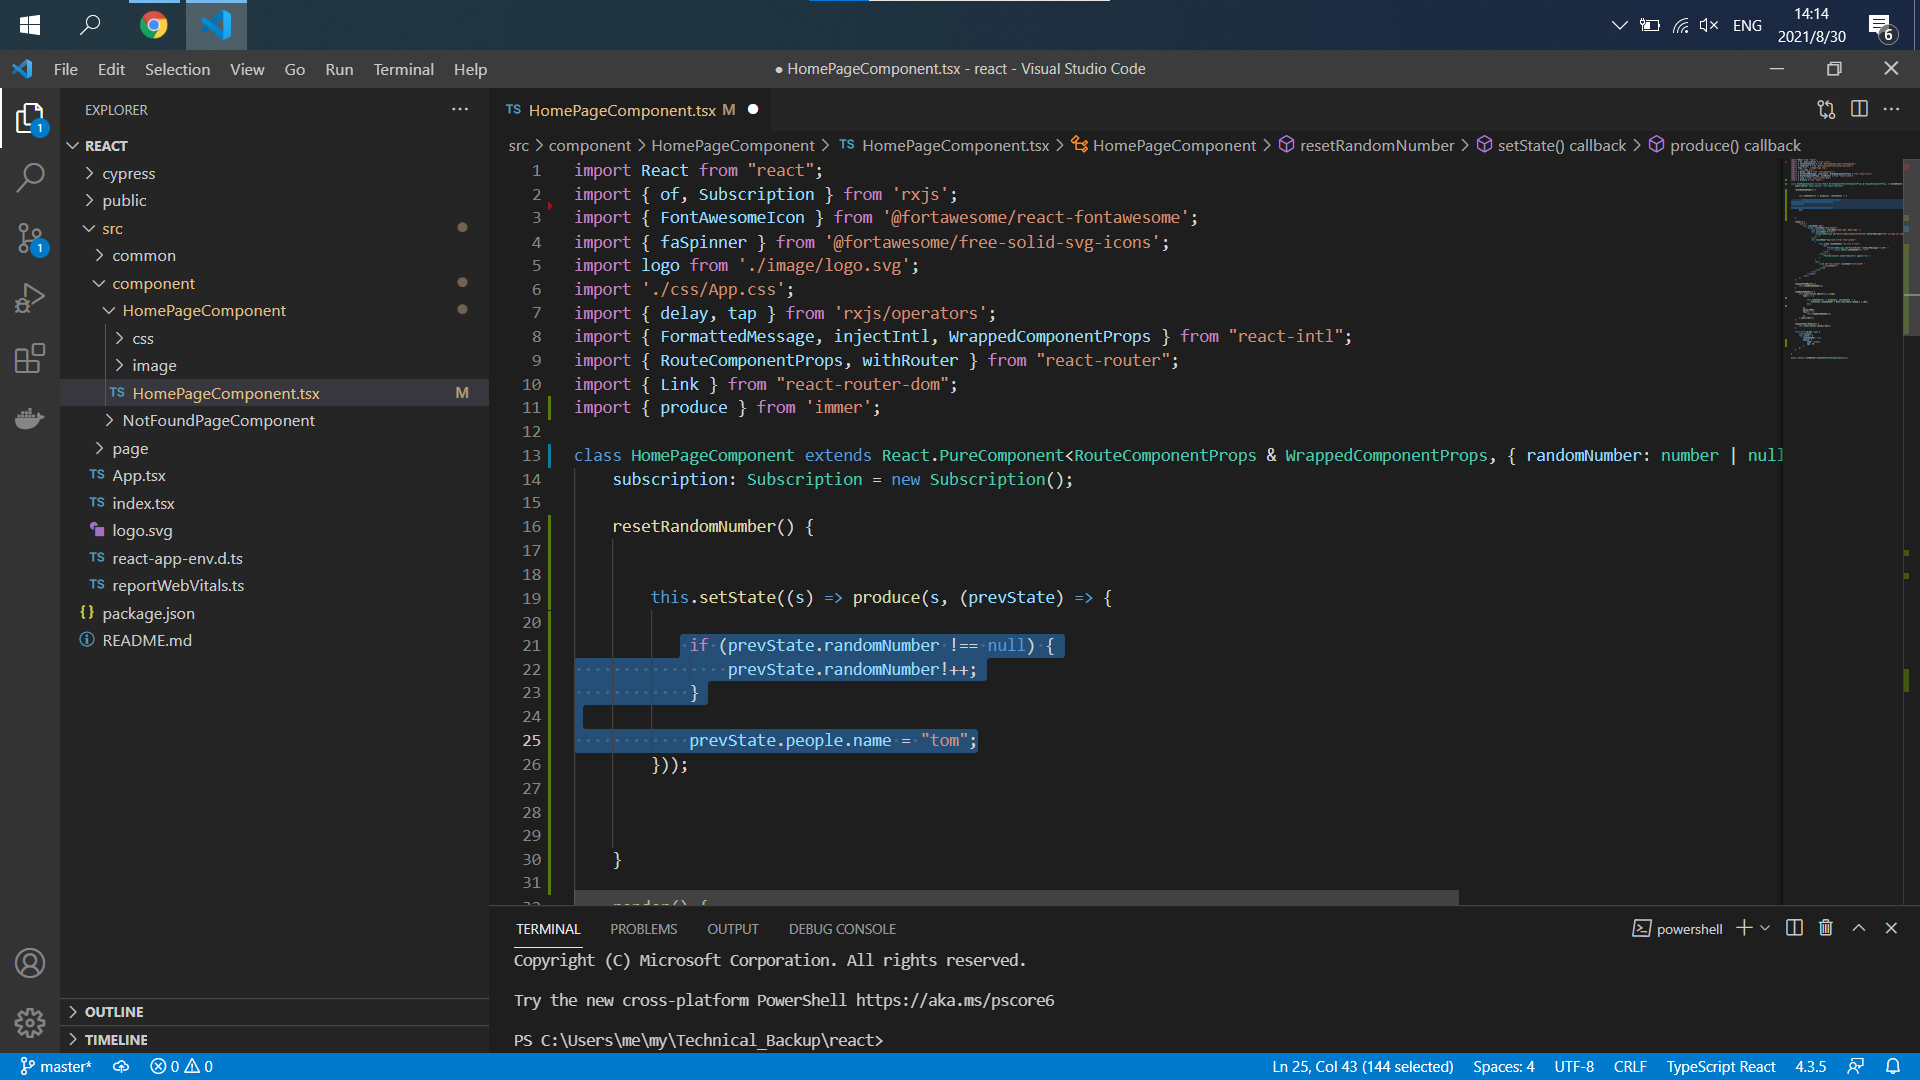 ENG
14:14
2021/8/30
6
File Edit Selection View Go Run Terminal Help
● HomePageComponent.tsx - react - Visual Studio Code
EXPLORER
REACT
cypress
public
src
common
component
HomePageComponent
css
image
TS HomePageComponent.tsx M
NotFoundPageComponent
page
TS App.tsx
TS index.tsx
logo.svg
TS react-app-env.d.ts
TS reportWebVitals.ts
{} package.json
README.md
OUTLINE
TIMELINE
1
1
TS HomePageComponent.tsx M
src > component > HomePageComponent > TS HomePageComponent.tsx > HomePageComponent > resetRandomNumber > setState() callback > produce() callback
1 import React from "react";
2 import { of, Subscription } from 'rxjs';
3 import { FontAwesomeIcon } from '@fortawesome/react-fontawesome';
4 import { faSpinner } from '@fortawesome/free-solid-svg-icons';
5 import logo from './image/logo.svg';
6 import './css/App.css';
7 import { delay, tap } from 'rxjs/operators';
8 import { FormattedMessage, injectIntl, WrappedComponentProps } from "react-intl";
9 import { RouteComponentProps, withRouter } from "react-router";
10 import { Link } from "react-router-dom";
11 import { produce } from 'immer';
12
13 class HomePageComponent extends React.PureComponent<RouteComponentProps & WrappedComponentProps, { randomNumber: number | null
14 subscription: Subscription = new Subscription();
15
16 resetRandomNumber() {
17
18
19 this.setState((s) => produce(s, (prevState) => {
20
21 if (prevState.randomNumber !== null) {
22 prevState.randomNumber!++;
23 }
24
25 prevState.people.name = "tom";
26 }));
27
28
29
30 }
31
TERMINAL PROBLEMS OUTPUT DEBUG CONSOLE
powershell
Copyright (C) Microsoft Corporation. All rights reserved.
Try the new cross-platform PowerShell https://aka.ms/pscore6
PS C:\Users\me\my\Technical_Backup\react>
master* 0 0
Ln 25, Col 43 (144 selected) Spaces: 4 UTF-8 CRLF TypeScript React 4.3.5